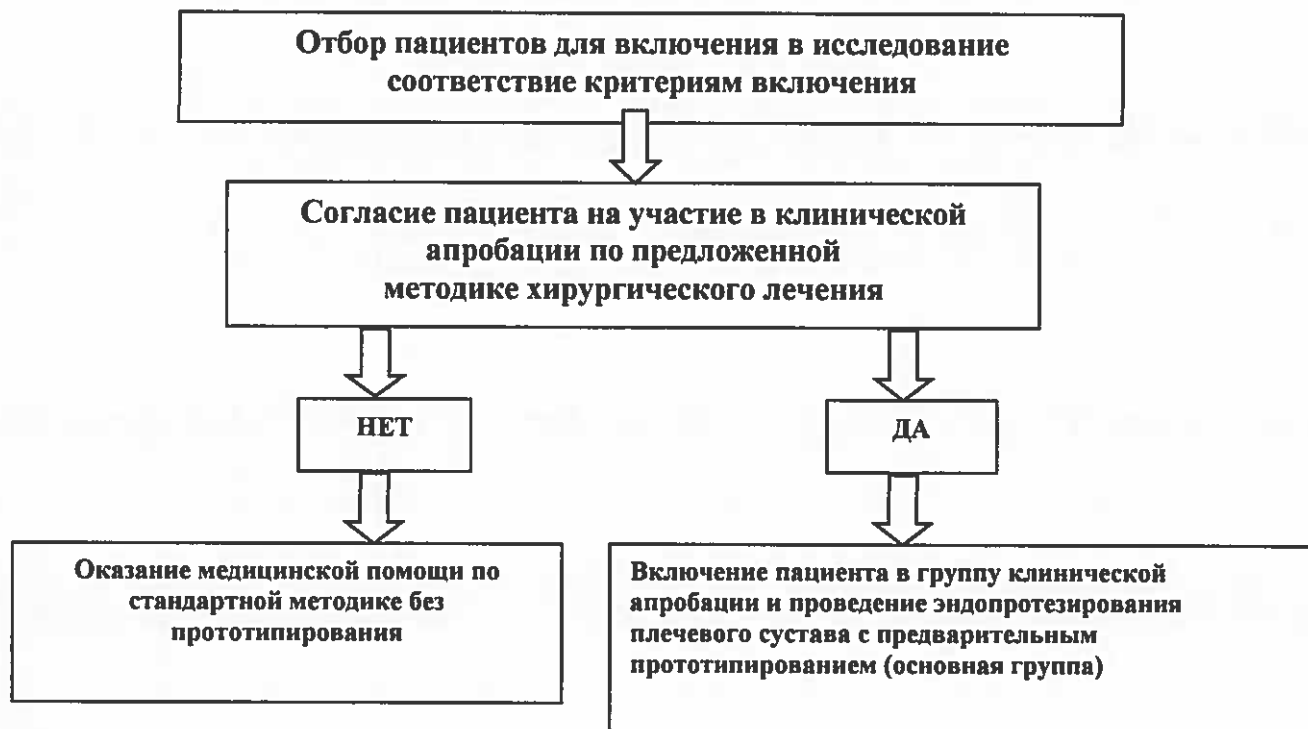 Отбор пациентов для включения в исследование
соответствие критериям включения
Согласие пациента на участие в клинической
апробации по предложенной
методике хирургического лечения
НЕТ
ДА
Оказание медицинской помощи по
стандартной методике без
прототипирования
Включение пациента в группу клинической
апробации и проведение эндопротезирования
плечевого сустава с предварительным
прототипированием (основная группа)